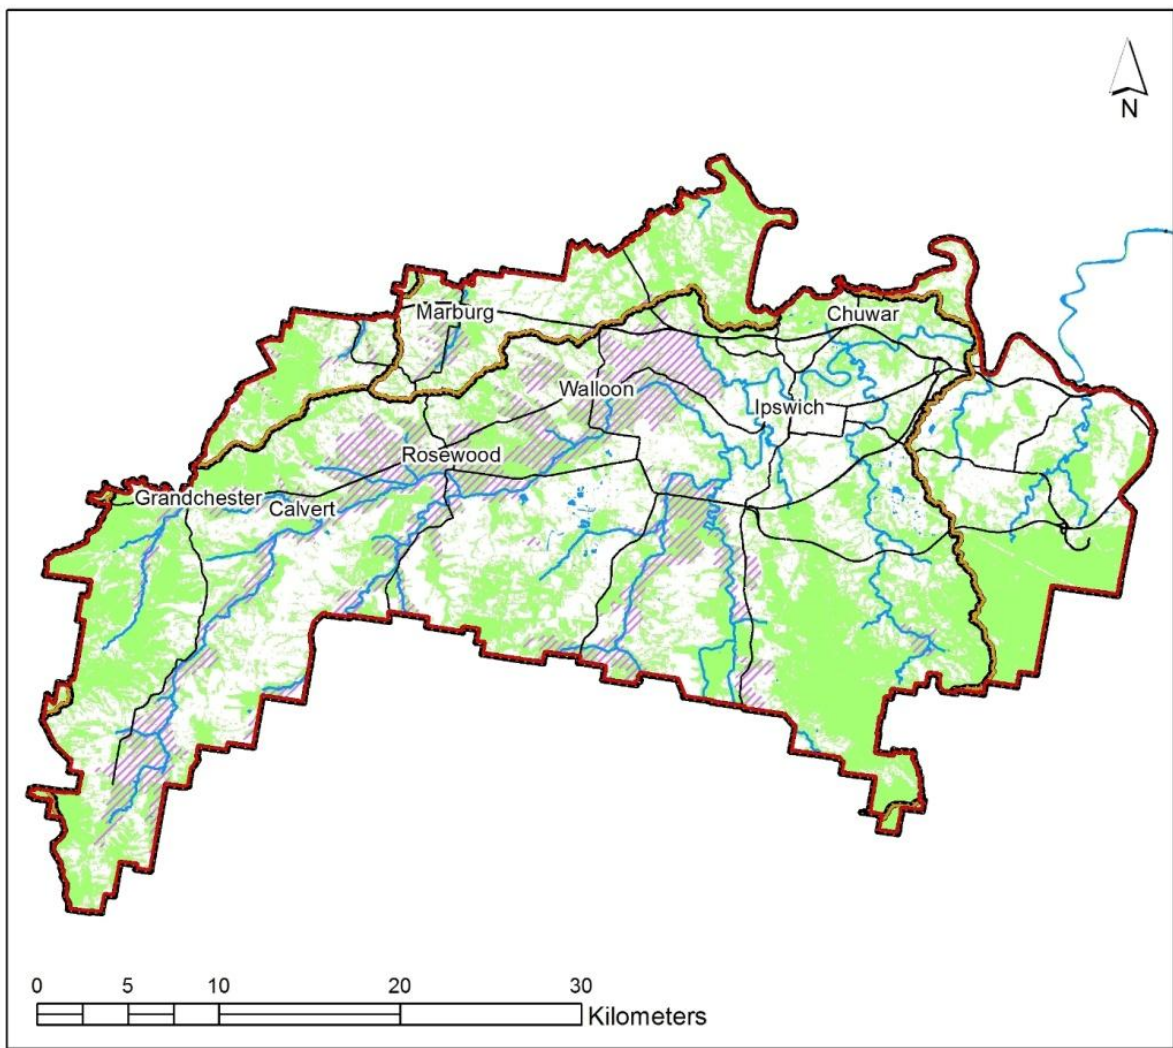 N
Marburg
Chuwar
Walloon
Ipswich
Rosewood
Grandchester
Calvert
0 5 10 20 30
Kilometers